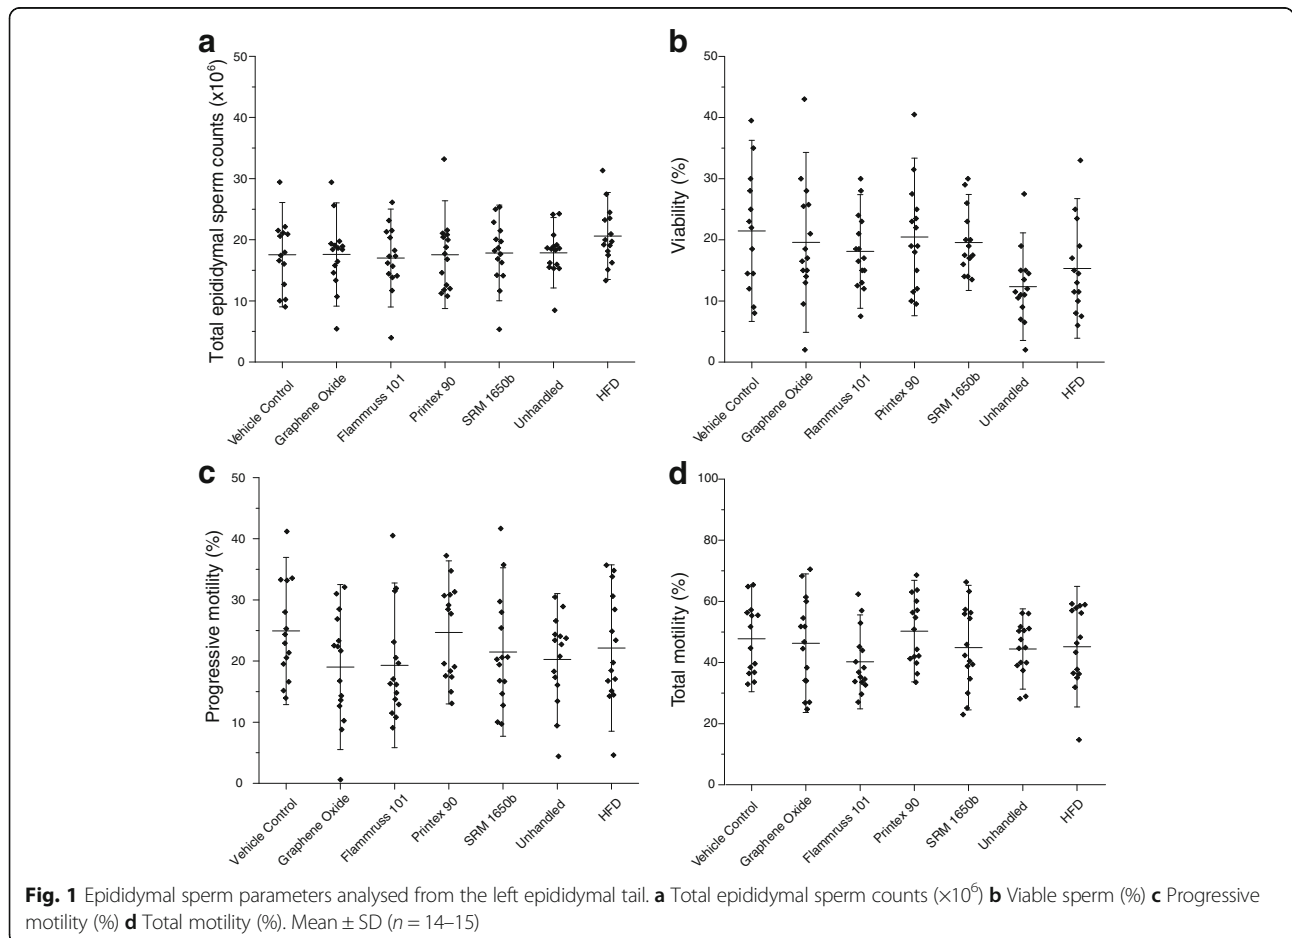 a
Total epididymal sperm counts (x10⁶)
50
40
30
20
10
0
Vehicle Control
Graphene Oxide
Flammruss 101
Printex 90
SRM 1650b
Unhandled
HFD
b
Viability (%)
50
40
30
20
10
0
Vehicle Control
Graphene Oxide
Rammruss 101
Printex 90
SRM 1650b
Unhandled
HFD
c
Progressive motility (%)
50
40
30
20
10
0
Vehicle Control
Graphene Oxide
Flammruss 101
Printex 90
SRM 1650b
Unhandled
HFD
d
Total motility (%)
100
80
60
40
20
0
Vehicle Control
Graphene Oxide
Flammruss 101
Printex 90
SRM 1650b
Unhandled
HFD
Fig. 1 Epididymal sperm parameters analysed from the left epididymal tail. a Total epididymal sperm counts (×10⁶) b Viable sperm (%) c Progressive
motility (%) d Total motility (%). Mean ± SD (n = 14–15)